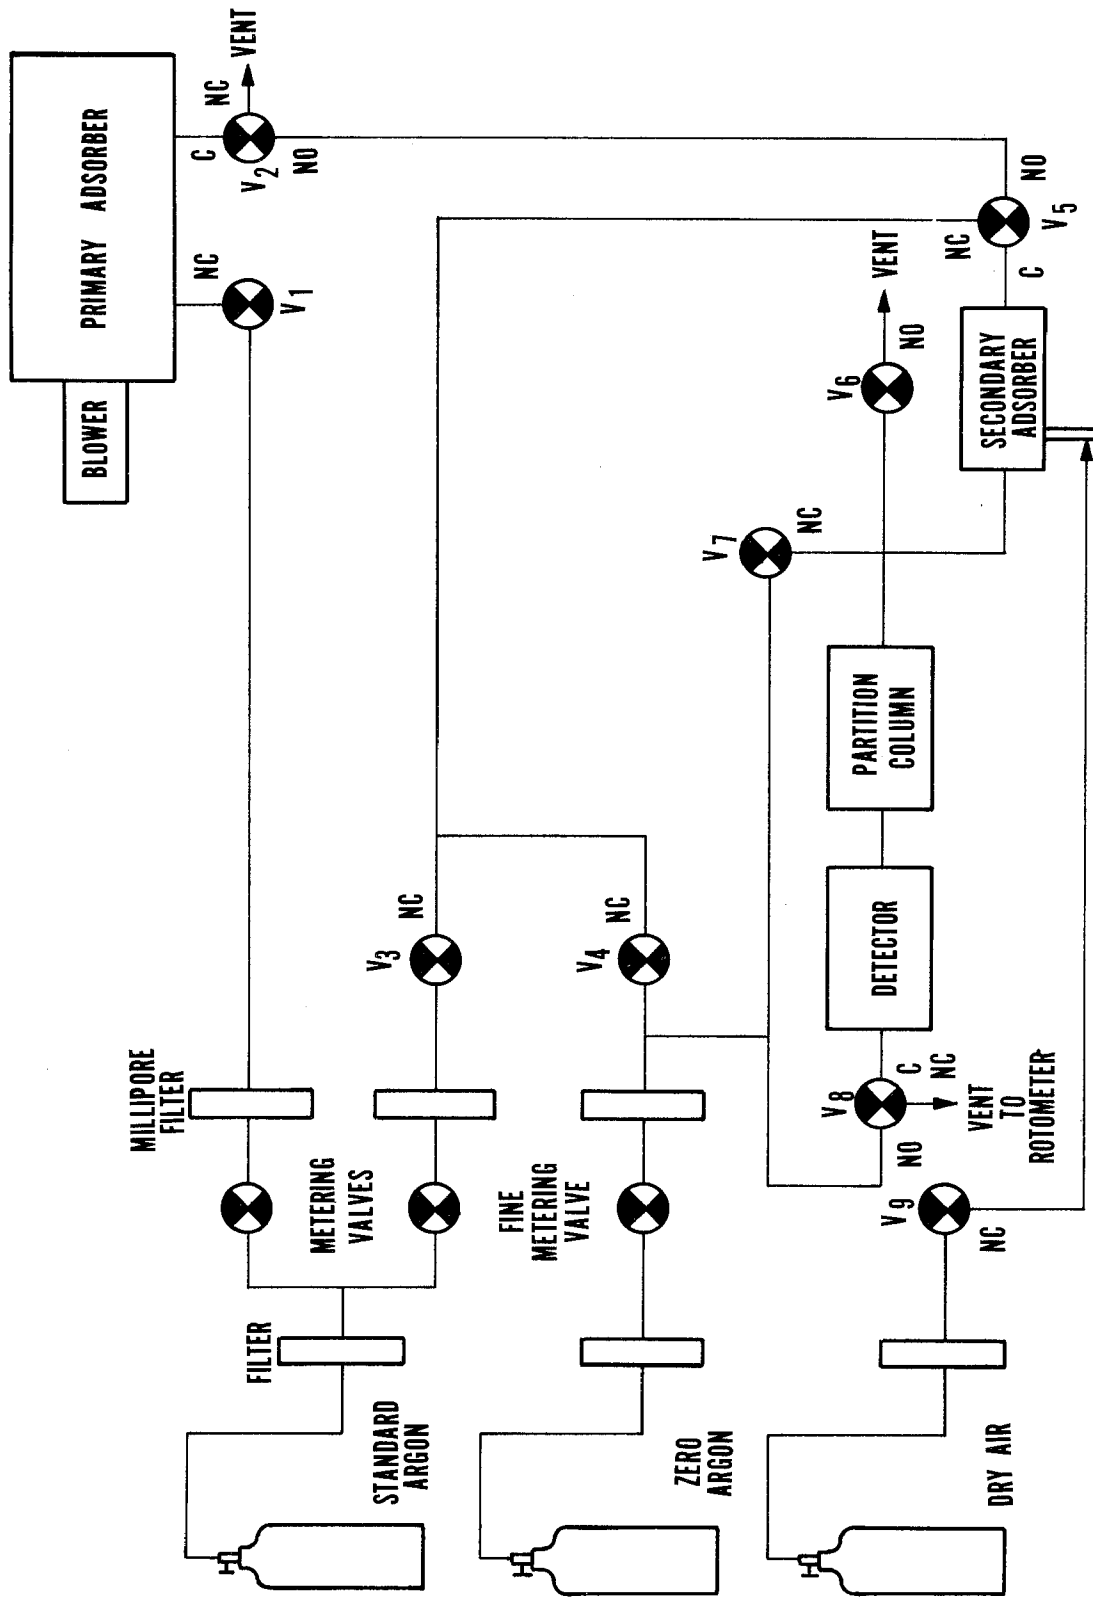 BLOWER
PRIMARY ADSORBER
NC
V1
C
NC
VENT
V2
NO
MILLIPORE
FILTER
METERING
VALVES
FILTER
STANDARD
ARGON
V3
NC
V4
NC
FINE
METERING
VALVE
ZERO
ARGON
V5
NO
NC
C
SECONDARY
ADSORBER
V6
NO
VENT
V7
NC
PARTITION
COLUMN
DETECTOR
V8
C
NC
NO
VENT
TO
ROTOMETER
V9
NC
DRY AIR